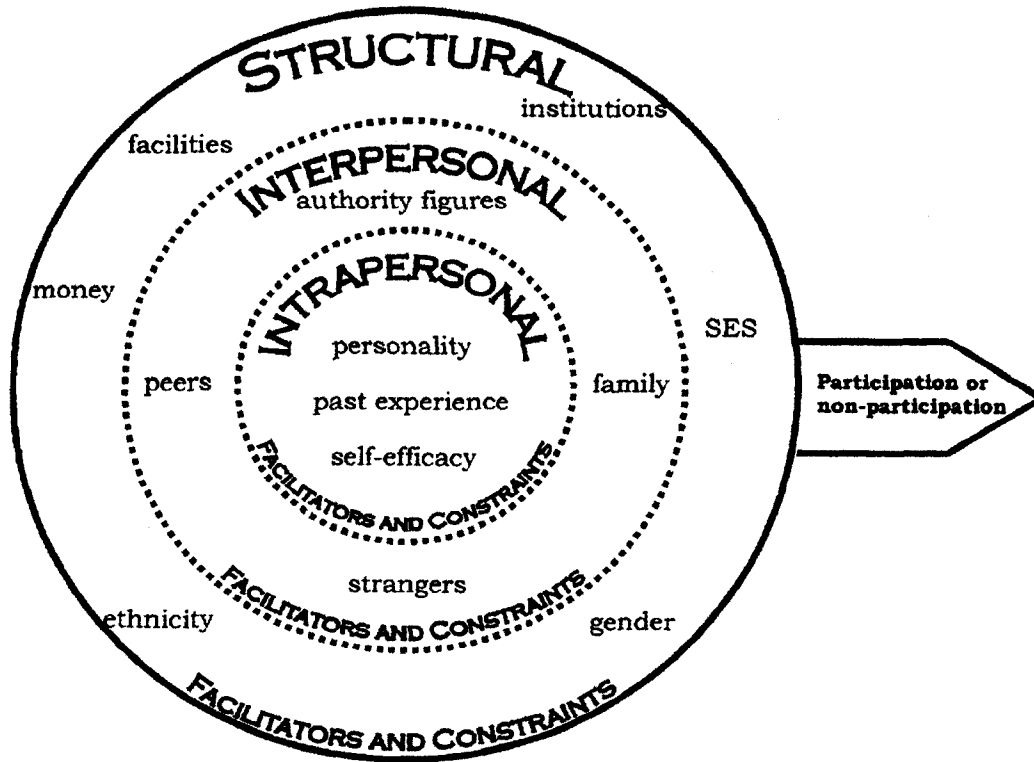 STRUCTURAL
institutions
facilities
INTERPERSONAL
authority figures
INTRAPERSONAL
money
SES
personality
peers
family
Participation or
non-participation
past experience
self-efficacy
FACILITATORS AND CONSTRAINTS
strangers
FACILITATORS AND CONSTRAINTS
ethnicity
gender
FACILITATORS AND CONSTRAINTS